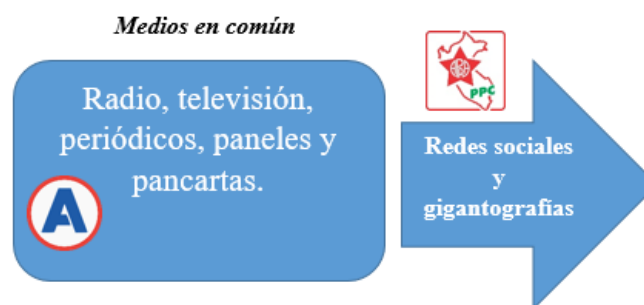 Medios en común
Radio, televisión,
periódicos, paneles y
pancartas.
A
PPC
Redes sociales
y
gigantografías